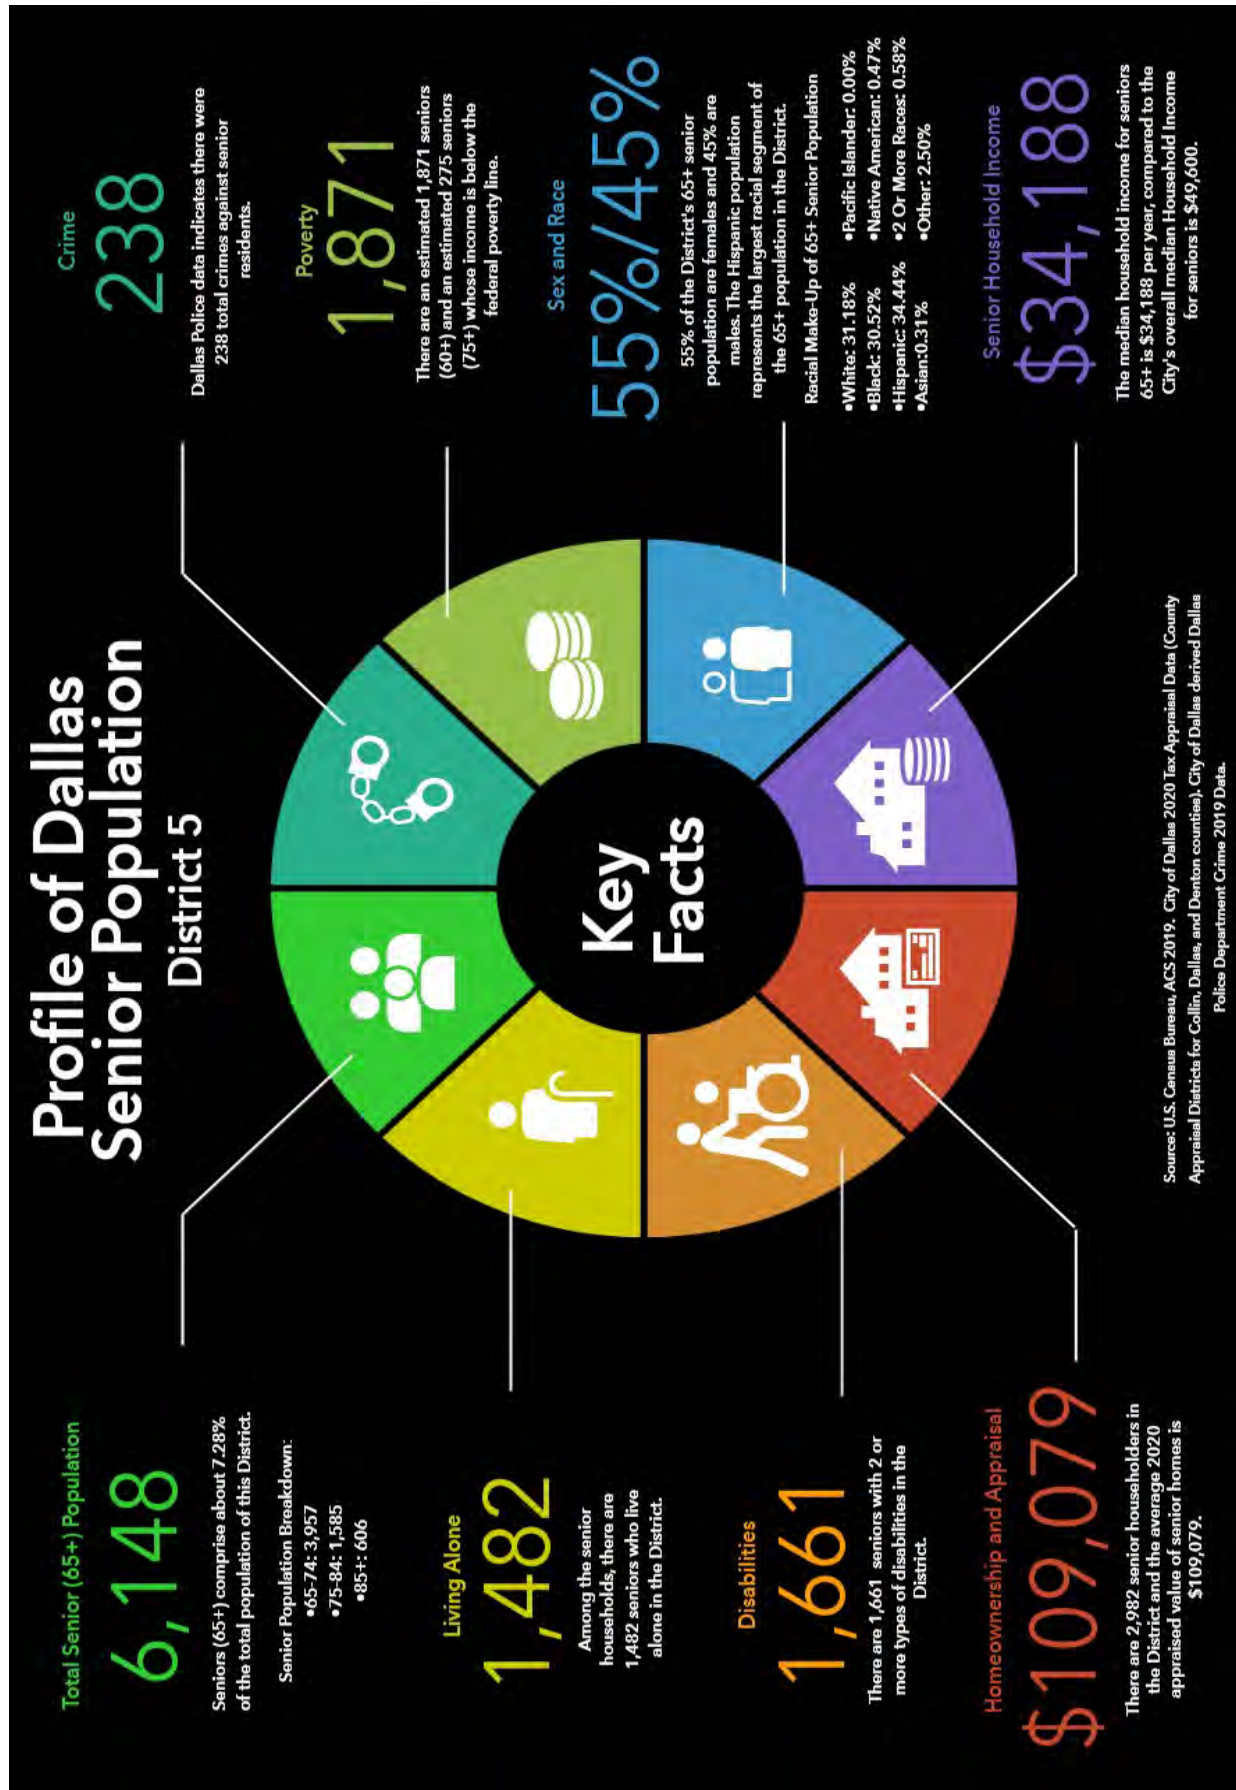 Profile of Dallas
Senior Population
District 5
Total Senior (65+) Population
6,148
Seniors (65+) comprise about 7.28%
of the total population of this District.
Senior Population Breakdown:
•65-74: 3,957
•75-84: 1,585
•85+: 606
Living Alone
1,482
Among the senior
households, there are
1,482 seniors who live
alone in the District.
Disabilities
1,661
There are 1,661 seniors with 2 or
more types of disabilities in the
District.
Homeownership and Appraisal
$109,079
There are 2,982 senior householders in
the District and the average 2020
appraised value of senior homes is
$109,079.
Key
Facts
Crime
238
Dallas Police data indicates there were
238 total crimes against senior
residents.
Poverty
1,871
There are an estimated 1,871 seniors
(60+) and an estimated 275 seniors
(75+) whose income is below the
federal poverty line.
Sex and Race
55%/45%
55% of the District's 65+ senior
population are females and 45% are
males. The Hispanic population
represents the largest racial segment of
the 65+ population in the District.
Racial Make-Up of 65+ Senior Population
•White: 31.18%
•Black: 30.52%
•Hispanic: 34.44%
•Asian:0.31%
•Pacific Islander: 0.00%
•Native American: 0.47%
•2 Or More Races: 0.58%
•Other: 2.50%
Senior Household Income
$34,188
The median household income for seniors
65+ is $34,188 per year, compared to the
City's overall median Household Income
for seniors is $49,600.
Source: U.S. Census Bureau, ACS 2019. City of Dallas 2020 Tax Appraisal Data (County
Appraisal Districts for Collin, Dallas, and Denton counties). City of Dallas derived Dallas
Police Department Crime 2019 Data.